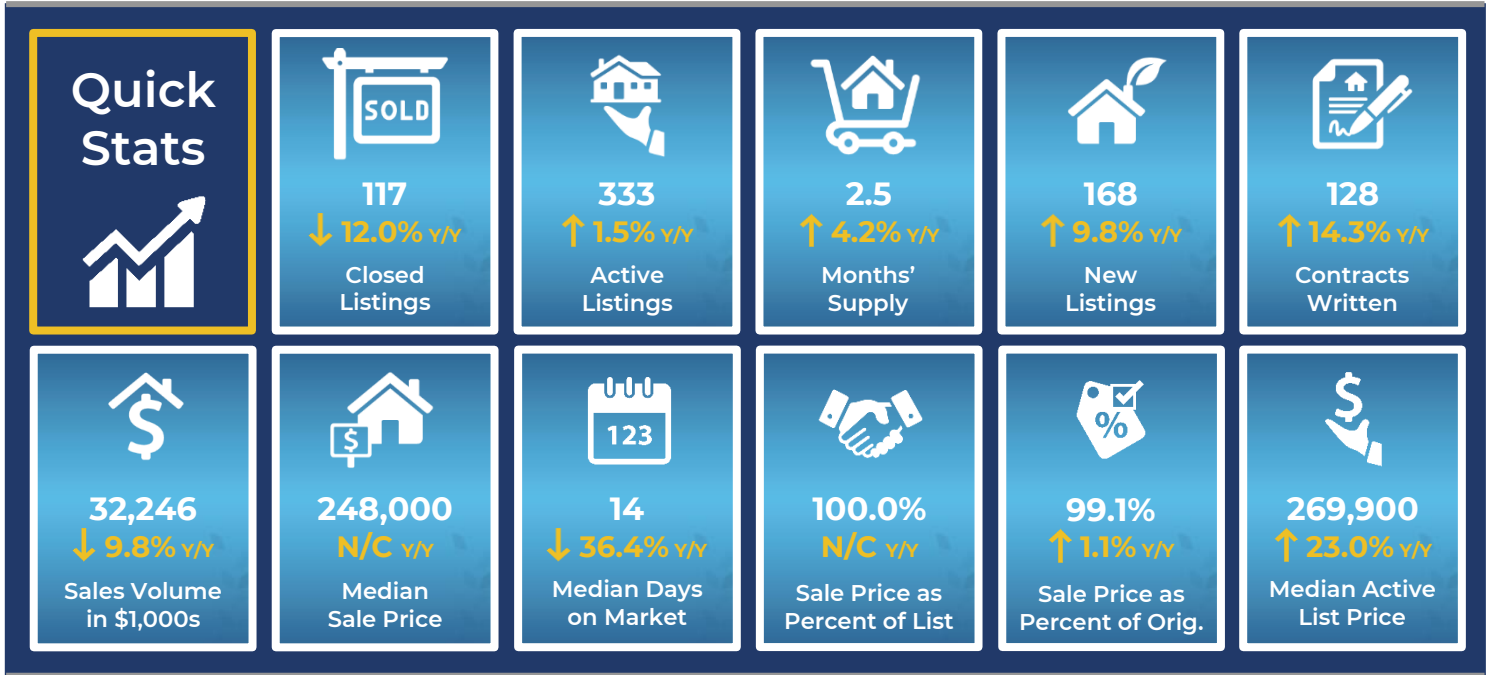 Quick
Stats
SOLD
117
↓ 12.0% Y/Y
Closed
Listings
333
↑ 1.5% Y/Y
Active
Listings
2.5
↑ 4.2% Y/Y
Months’
Supply
168
↑ 9.8% Y/Y
New
Listings
128
↑ 14.3% Y/Y
Contracts
Written
$
32,246
↓ 9.8% Y/Y
Sales Volume
in $1,000s
$
248,000
N/C Y/Y
Median
Sale Price
123
14
↓ 36.4% Y/Y
Median Days
on Market
100.0%
N/C Y/Y
Sale Price as
Percent of List
%
99.1%
↑ 1.1% Y/Y
Sale Price as
Percent of Orig.
$
269,900
↑ 23.0% Y/Y
Median Active
List Price